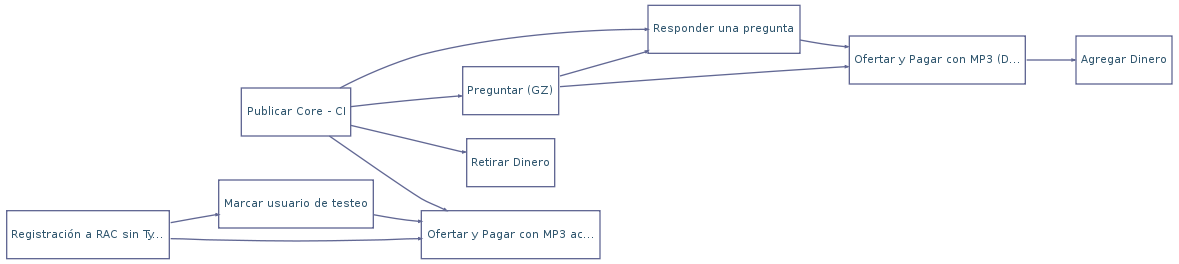 Responder una pregunta
Ofertar y Pagar con MP3 (D...
Agregar Dinero
Preguntar (GZ)
Publicar Core - CI
Retirar Dinero
Marcar usuario de testeo
Registración a RAC sin Ty...
Ofertar y Pagar con MP3 ac...